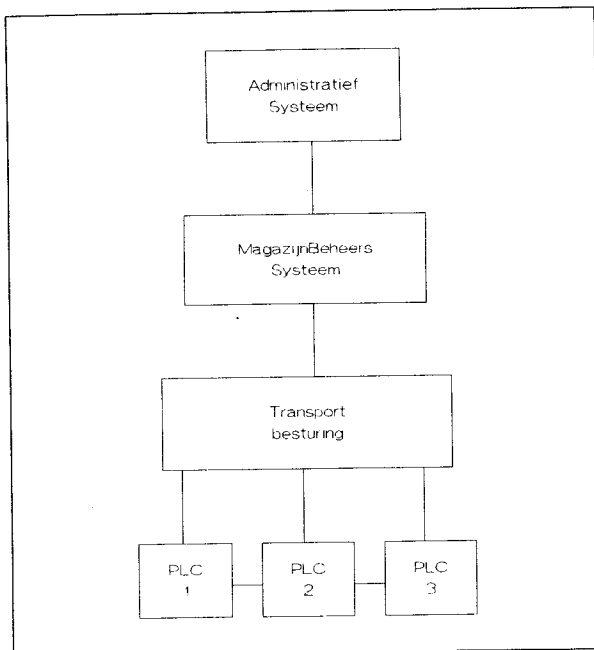 Administratief
Systeem
MagazijnBeheers
Systeem
Transport
besturing
PLC
1
PLC
2
PLC
3